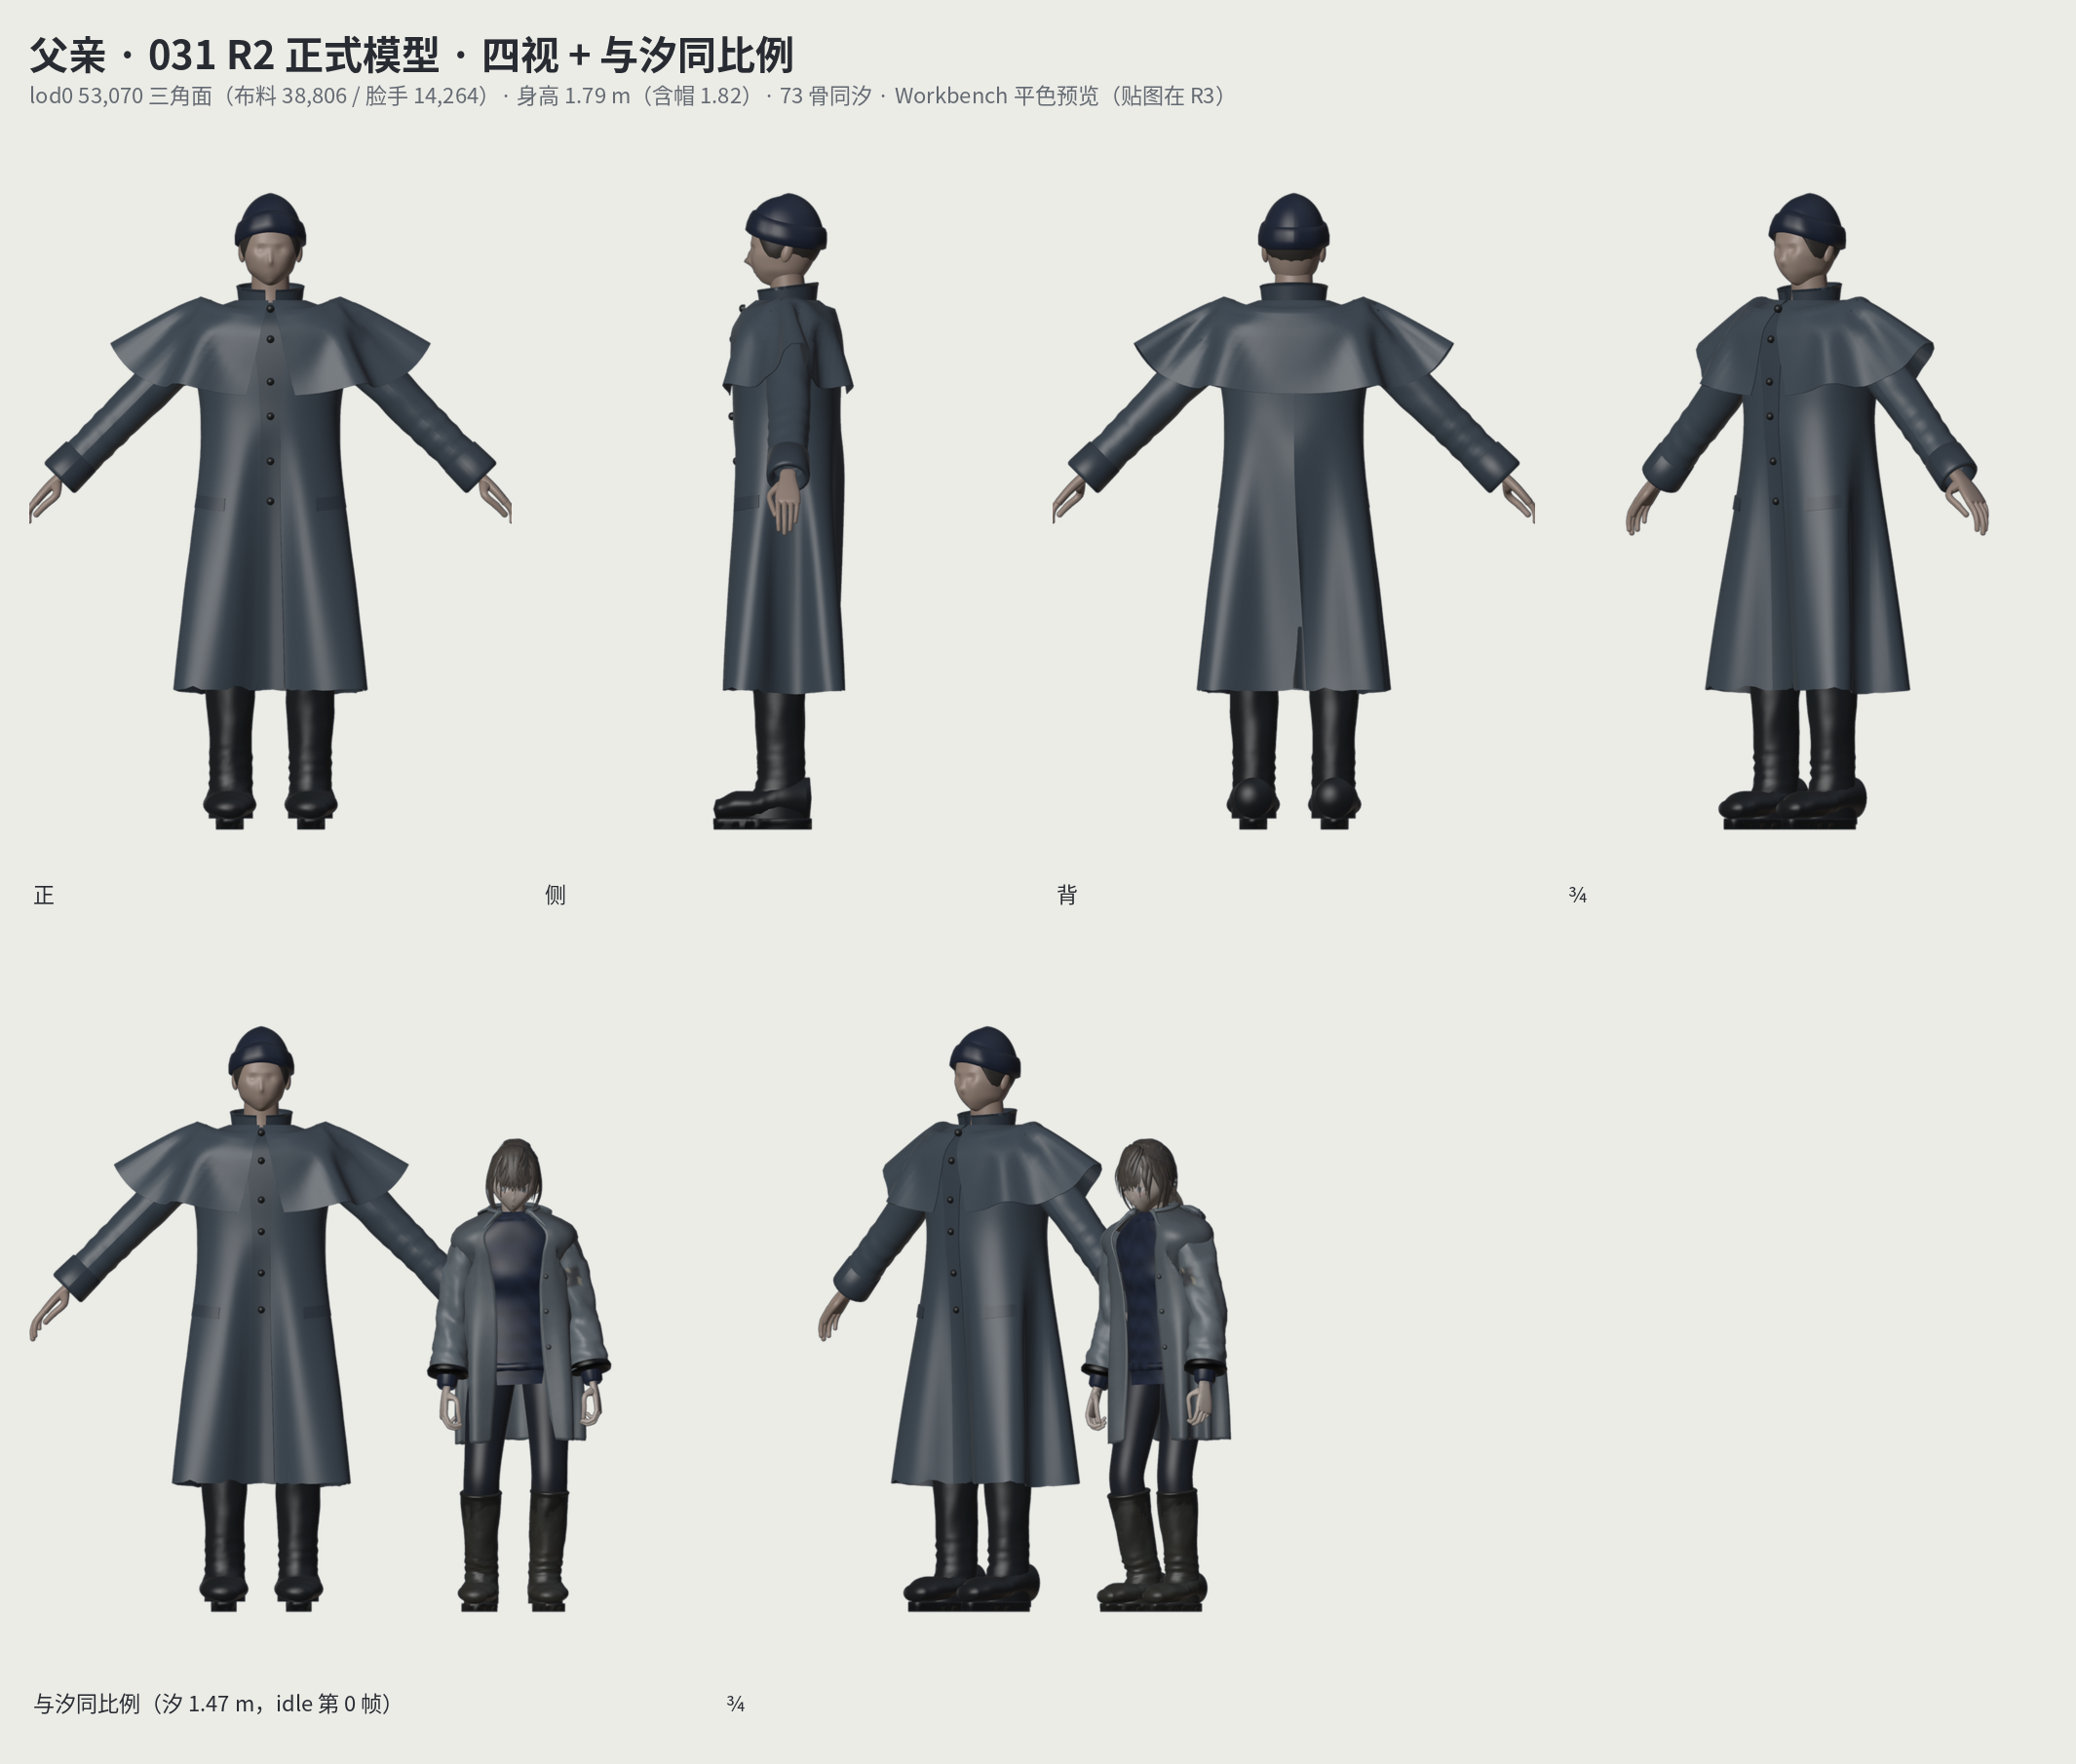 父亲 · 031 R2 正式模型 · 四视 + 与汐同比例
lod0 53,070 三角面（布料 38,806 / 脸手 14,264）· 身高 1.79 m（含帽 1.82）· 73 骨同汐 · Workbench 平色预览（贴图在 R3）
正
侧
背
¾
与汐同比例（汐 1.47 m，idle 第 0 帧）
¾